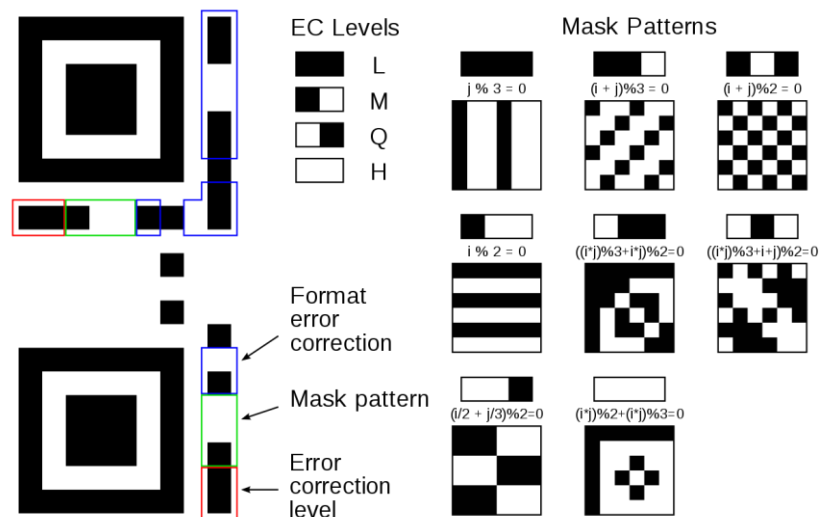 EC Levels
L
M
Q
H
Format
error
correction
Mask pattern
Error
correction
level
Mask Patterns
j % 3 = 0
(i + j)%3 = 0
(i + j)%2 = 0
i % 2 = 0
((i*j)%3+i*j)%2=0
((i*j)%3+i+j)%2=0
(i/2 + j/3)%2=0
(i*j)%2+(i*j)%3=0